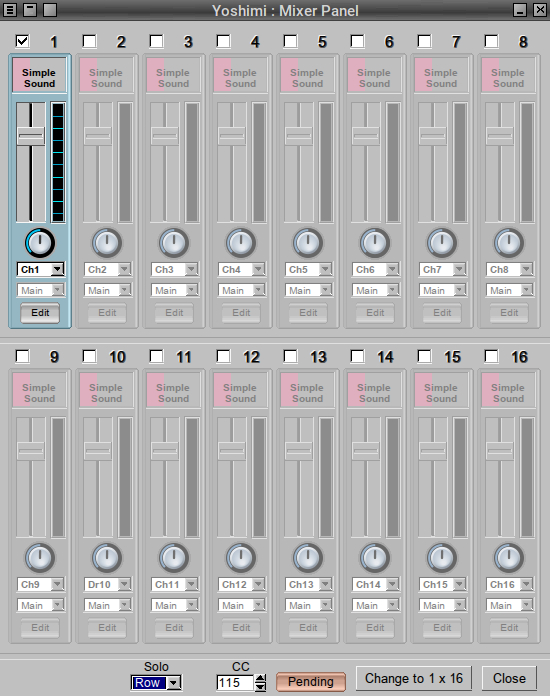 Yoshimi : Mixer Panel
1 2 3 4 5 6 7 8
Simple Simple Simple Simple Simple Simple Simple Simple
Sound Sound Sound Sound Sound Sound Sound Sound
Ch1 Ch2 Ch3 Ch4 Ch5 Ch6 Ch7 Ch8
Main Main Main Main Main Main Main Main
Edit Edit Edit Edit Edit Edit Edit Edit
9 10 11 12 13 14 15 16
Simple Simple Simple Simple Simple Simple Simple Simple
Sound Sound Sound Sound Sound Sound Sound Sound
Ch9 Dr10 Ch11 Ch12 Ch13 Ch14 Ch15 Ch16
Main Main Main Main Main Main Main Main
Edit Edit Edit Edit Edit Edit Edit Edit
Solo CC
Row 115 Pending Change to 1 x 16 Close